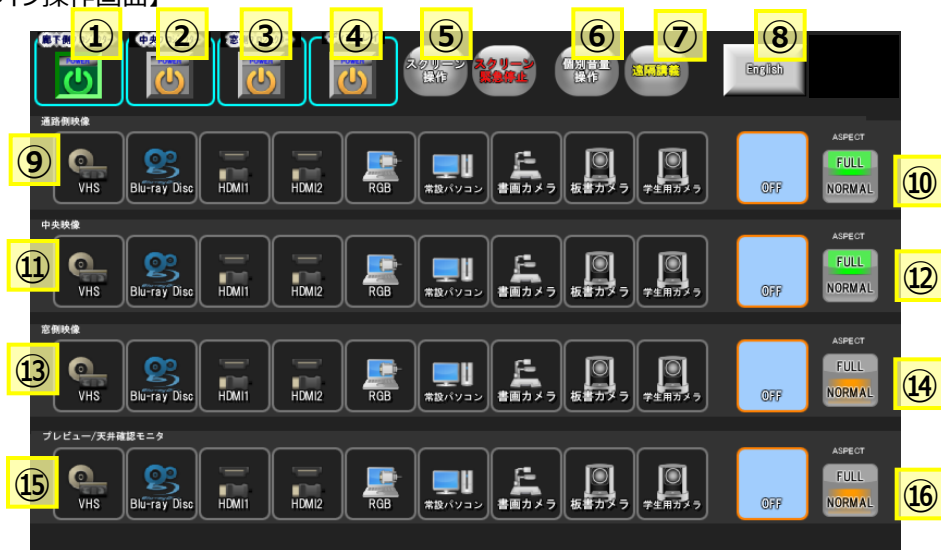 イン操作画面】
① ② ③ ④ ⑤ ⑥ ⑦ ⑧
POWER POWER POWER POWER
スクリーン
操作
スクリーン
緊急停止
個別音量
操作
遠隔講義
English
通路側映像
⑨ VHS Blu-ray Disc HDMI1 HDMI2 RGB 常設パソコン 書画カメラ 板書カメラ 学生用カメラ OFF
ASPECT
FULL
NORMAL
⑩
中央映像
⑪ VHS Blu-ray Disc HDMI1 HDMI2 RGB 常設パソコン 書画カメラ 板書カメラ 学生用カメラ OFF
ASPECT
FULL
NORMAL
⑫
窓側映像
⑬ VHS Blu-ray Disc HDMI1 HDMI2 RGB 常設パソコン 書画カメラ 板書カメラ 学生用カメラ OFF
ASPECT
FULL
NORMAL
⑭
プレビュー/天井確認モニタ
⑮ VHS Blu-ray Disc HDMI1 HDMI2 RGB 常設パソコン 書画カメラ 板書カメラ 学生用カメラ OFF
ASPECT
FULL
NORMAL
⑯